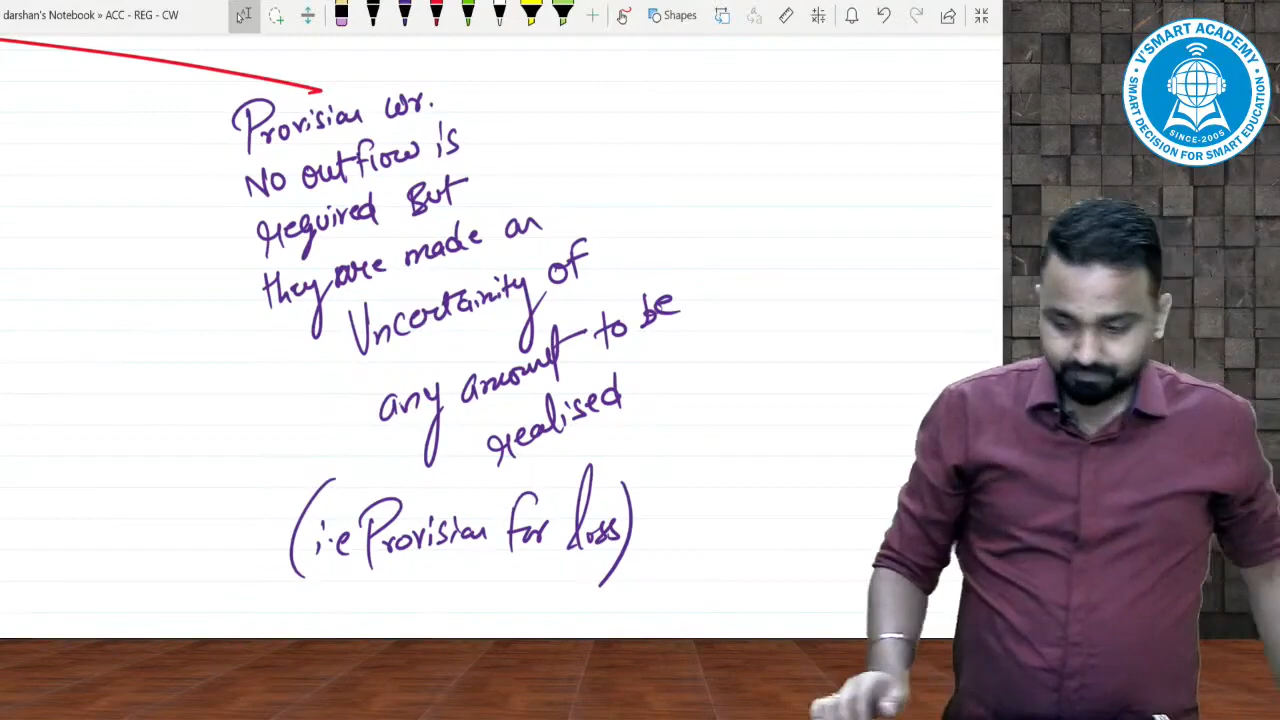 darshan's Notebook » ACC - REG - CW
Shapes
Provision wr.
No outflow is
required But
they are made an
Uncertainity of
any amount to be
realised
(i.e Provision for loss)
V'SMART ACADEMY
SINCE-2005
SMART DECISION FOR SMART EDUCATION